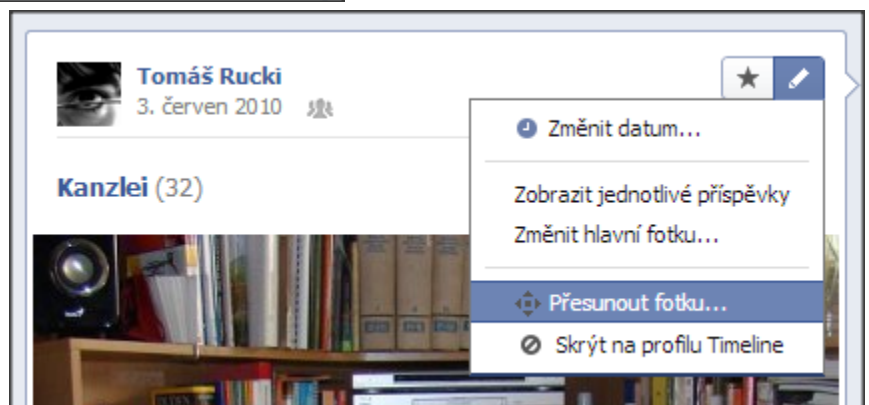 Tomáš Rucki
3. červen 2010
Změnit datum...
Kanzlei (32)
Zobrazit jednotlivé příspěvky
Změnit hlavní fotku...
Přesunout fotku...
Skrýt na profilu Timeline